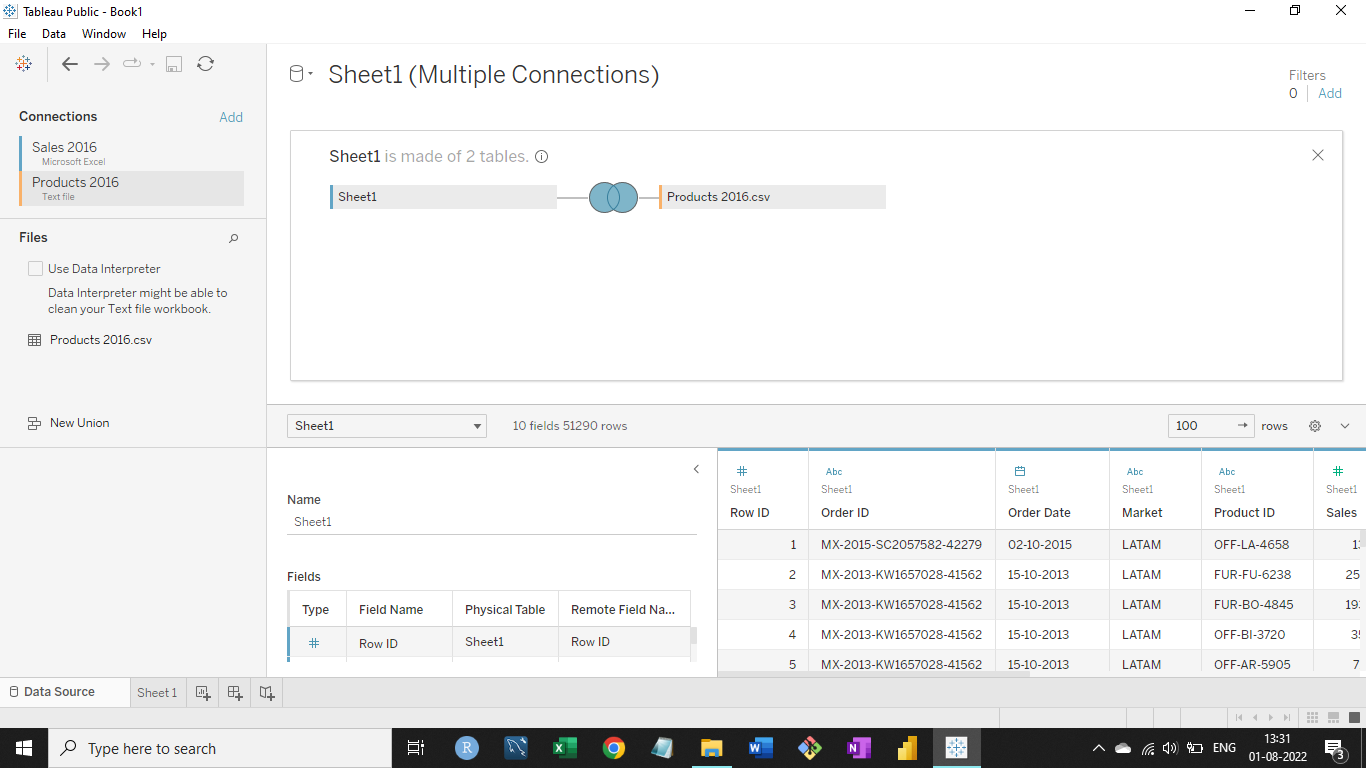 Tableau Public - Book1
File Data Window Help
Connections Add
Sales 2016
Microsoft Excel
Products 2016
Text file
Files
Use Data Interpreter
Data Interpreter might be able to
clean your Text file workbook.
Products 2016.csv
New Union
Sheet1 (Multiple Connections)
Filters
0 Add
Sheet1 is made of 2 tables.
Sheet1 Products 2016.csv
Sheet1 10 fields 51290 rows 100 rows
Name
Sheet1
Fields
Type Field Name Physical Table Remote Field Na...
# Row ID Sheet1 Row ID
# Abc Abc Abc #
Sheet1 Sheet1 Sheet1 Sheet1 Sheet1 Sheet1
Row ID Order ID Order Date Market Product ID Sales
1 MX-2015-SC2057582-42279 02-10-2015 LATAM OFF-LA-4658
2 MX-2013-KW1657028-41562 15-10-2013 LATAM FUR-FU-6238 25
3 MX-2013-KW1657028-41562 15-10-2013 LATAM FUR-BO-4845
4 MX-2013-KW1657028-41562 15-10-2013 LATAM OFF-BI-3720
5 MX-2013-KW1657028-41562 15-10-2013 LATAM OFF-AR-5905 7
Data Source Sheet 1
Type here to search
ENG
13:31
01-08-2022
3